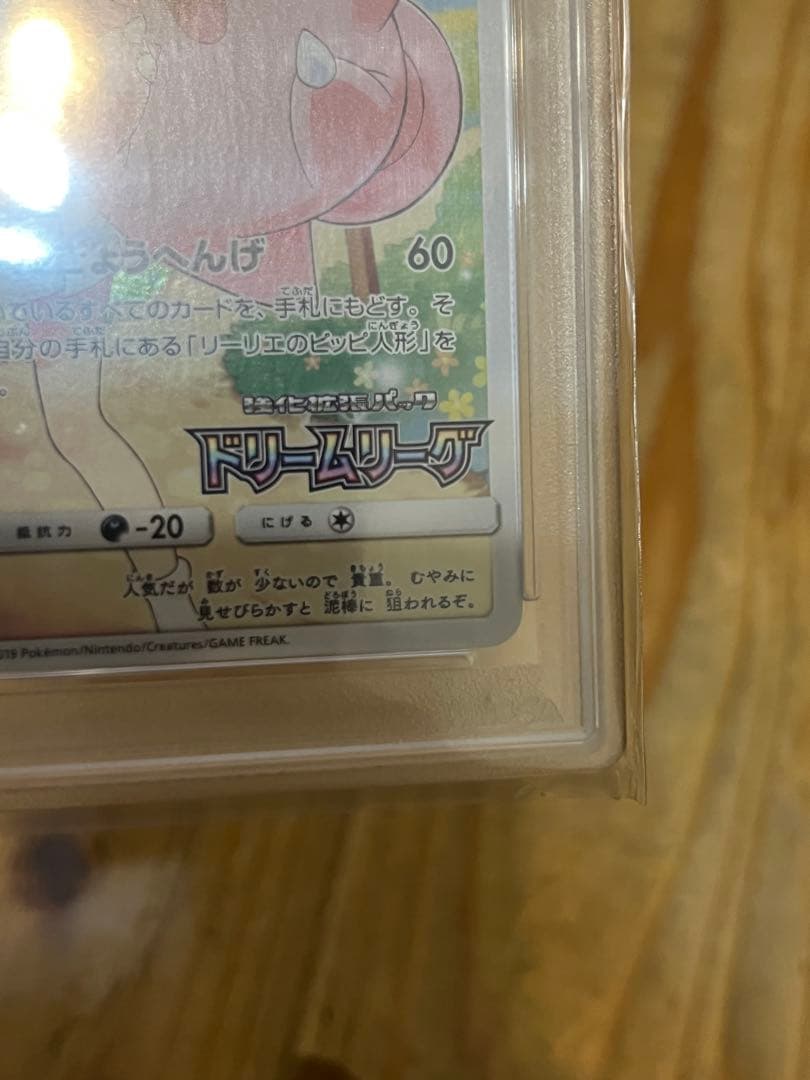 ょうへんげ 60
ているすべてのカードを、手札にもどす。そ
自分の手札にある「リーリエのピッピ人形」を
。
強化拡張パック
ドリームリーグ
抵抗力 -20 にげる
人気だが 数が 少ないので 貴重。 むやみに
見せびらかすと 泥棒に 狙われるぞ。
Pokémon/Nintendo/Creatures/GAME FREAK.